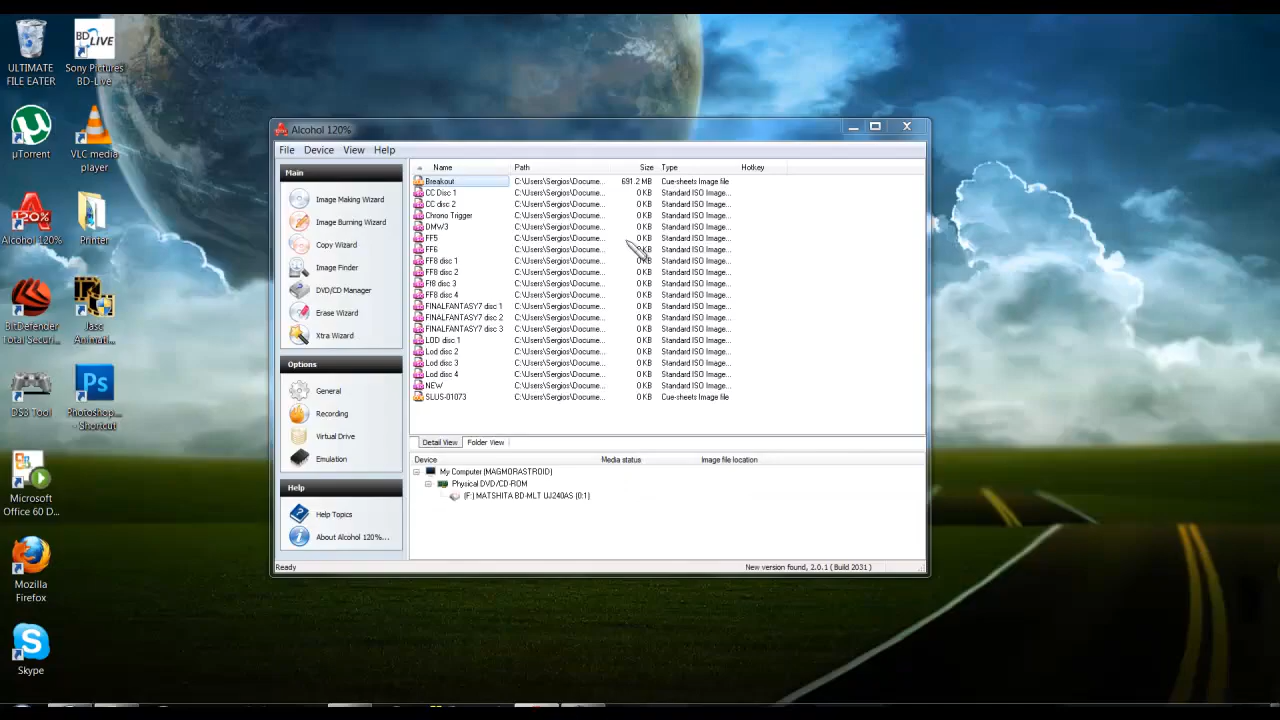 ULTIMATE
FILE EATER
BD LIVE
Sony Pictures
BD-Live
µTorrent
VLC media
player
120%
Alcohol 120%
Printer
BitDefender
Total Securi...
Jasc
Animati...
DS3 Tool
Ps
Photoshop...
- Shortcut
Microsoft
Office 60 D...
Mozilla
Firefox
Skype
Alcohol 120%
File Device View Help
Main
Image Making Wizard
Image Burning Wizard
Copy Wizard
Image Finder
DVD/CD Manager
Erase Wizard
Xtra Wizard
Options
General
Recording
Virtual Drive
Emulation
Help
Help Topics
About Alcohol 120%...
Name Path Size Type Hotkey
Breakout C:\Users\Sergios\Docume... 691.2 MB Cue-sheets Image file
CC Disc 1 C:\Users\Sergios\Docume... 0 KB Standard ISO Image...
CC disc 2 C:\Users\Sergios\Docume... 0 KB Standard ISO Image...
Chrono Trigger C:\Users\Sergios\Docume... 0 KB Standard ISO Image...
DMW3 C:\Users\Sergios\Docume... 0 KB Standard ISO Image...
FF5 C:\Users\Sergios\Docume... 0 KB Standard ISO Image...
FF6 C:\Users\Sergios\Docume... 0 KB Standard ISO Image...
FF8 disc 1 C:\Users\Sergios\Docume... 0 KB Standard ISO Image...
FF8 disc 2 C:\Users\Sergios\Docume... 0 KB Standard ISO Image...
Ff8 disc 3 C:\Users\Sergios\Docume... 0 KB Standard ISO Image...
FF8 disc 4 C:\Users\Sergios\Docume... 0 KB Standard ISO Image...
FINALFANTASY7 disc 1 C:\Users\Sergios\Docume... 0 KB Standard ISO Image...
FINALFANTASY7 disc 2 C:\Users\Sergios\Docume... 0 KB Standard ISO Image...
FINALFANTASY7 disc 3 C:\Users\Sergios\Docume... 0 KB Standard ISO Image...
LOD disc 1 C:\Users\Sergios\Docume... 0 KB Standard ISO Image...
Lod disc 2 C:\Users\Sergios\Docume... 0 KB Standard ISO Image...
Lod disc 3 C:\Users\Sergios\Docume... 0 KB Standard ISO Image...
Lod disc 4 C:\Users\Sergios\Docume... 0 KB Standard ISO Image...
NEW C:\Users\Sergios\Docume... 0 KB Standard ISO Image...
SLUS-01073 C:\Users\Sergios\Docume... 0 KB Cue-sheets Image file
Detail View Folder View
Device Media status Image file location
My Computer (MAGMORASTROID)
Physical DVD/CD-ROM
(F:) MATSHITA BD-MLT UJ240AS (0:1)
Ready New version found, 2.0.1 ( Build 2031 )